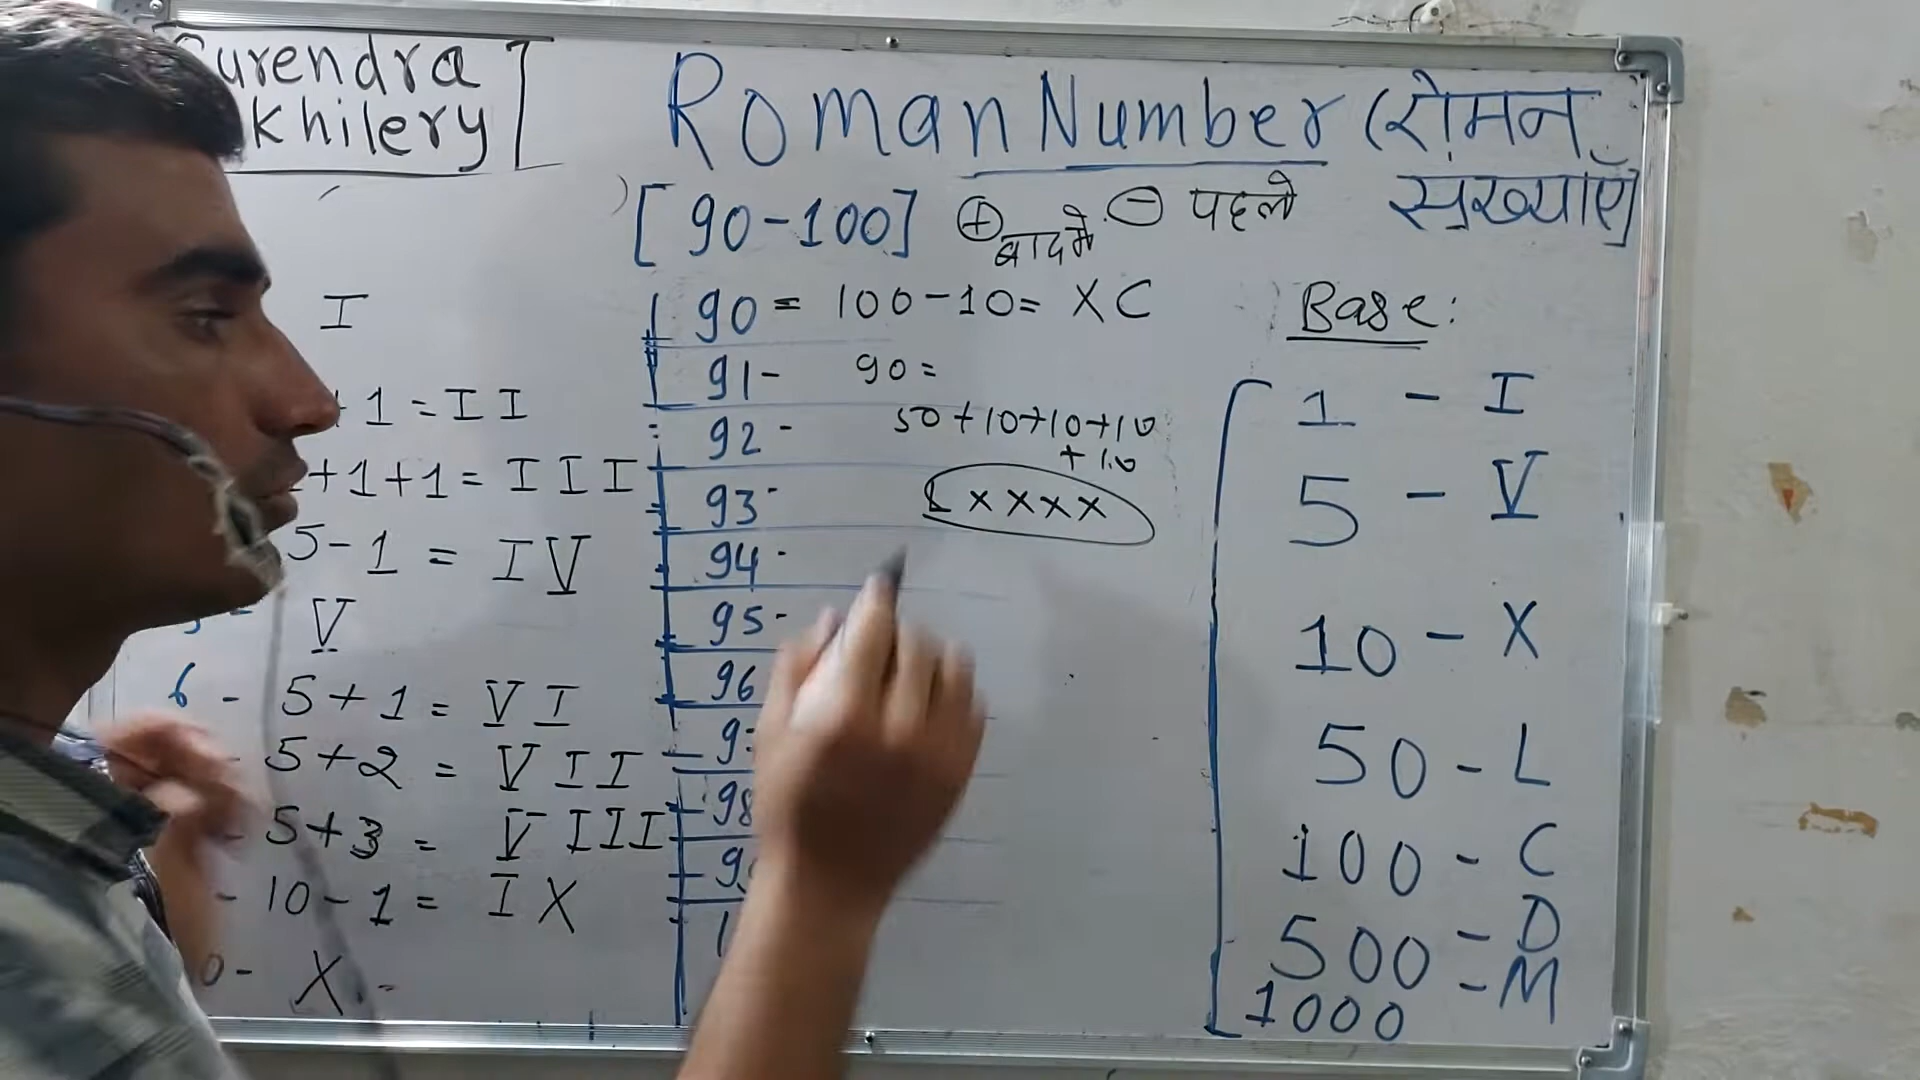 urendra
khilery
Roman Number (रोमन
संख्याएँ)
[90-100] ⊕ बादमे ⊖ पहले
I
+1 = II
+1+1 = III
5-1 = IV
V
6 - 5+1 = VI
- 5+2 = VII
- 5+3 = VIII
- 10-1 = IX
0- X
90 = 100-10 = XC
91- 90 =
92- 50+10+10+10
+10
93- LXXXX
94-
95-
96
98
Base:
1 - I
5 - V
10 - X
50 - L
100 - C
500 - D
1000 - M